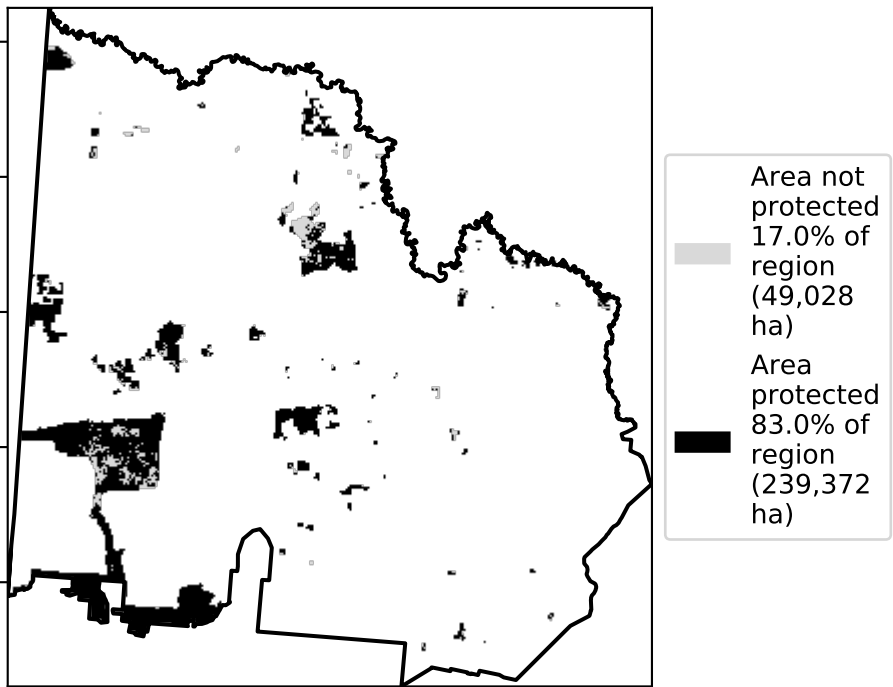 Area not
protected
17.0% of
region
(49,028
ha)
Area
protected
83.0% of
region
(239,372
ha)